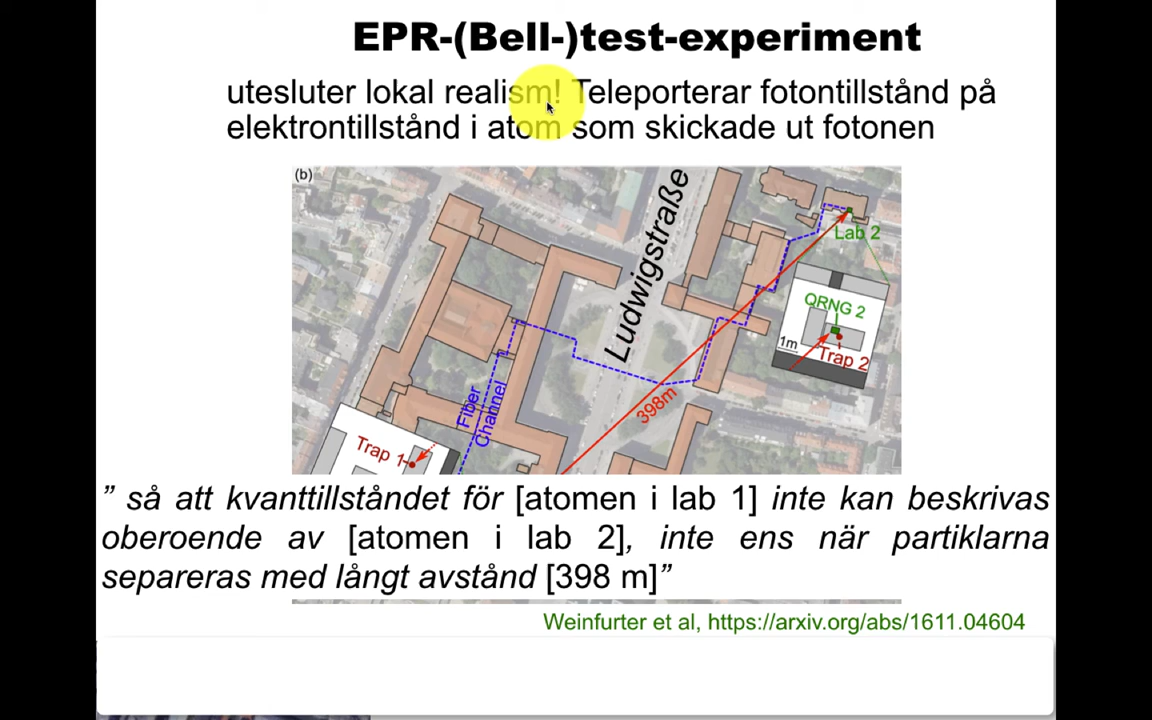 EPR-(Bell-)test-experiment
utesluter lokal realism! Teleporterar fotontillstånd på
elektrontillstånd i atom som skickade ut fotonen
(b)
Ludwigstraße
Lab 2
QRNG 2
1m
Trap 2
398m
Fiber
Channel
Trap 1
” så att kvanttillståndet för [atomen i lab 1] inte kan beskrivas
oberoende av [atomen i lab 2], inte ens när partiklarna
separeras med långt avstånd [398 m]”
Weinfurter et al, https://arxiv.org/abs/1611.04604